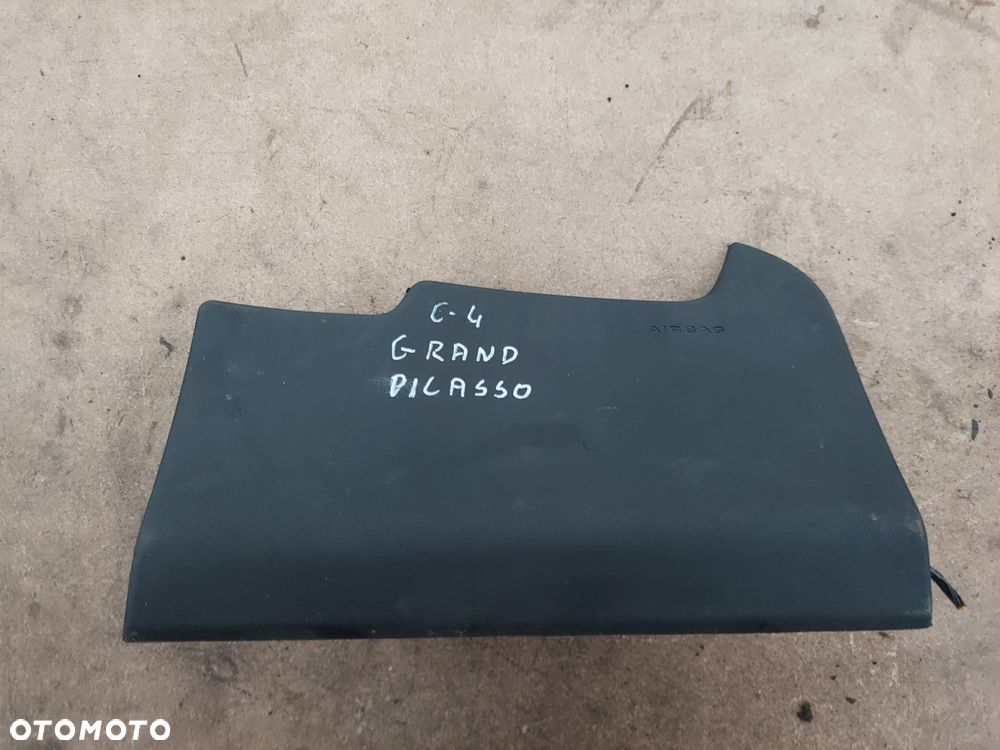 C-4
AIRBAG
GRAND
PICASSO
OTOMOTO